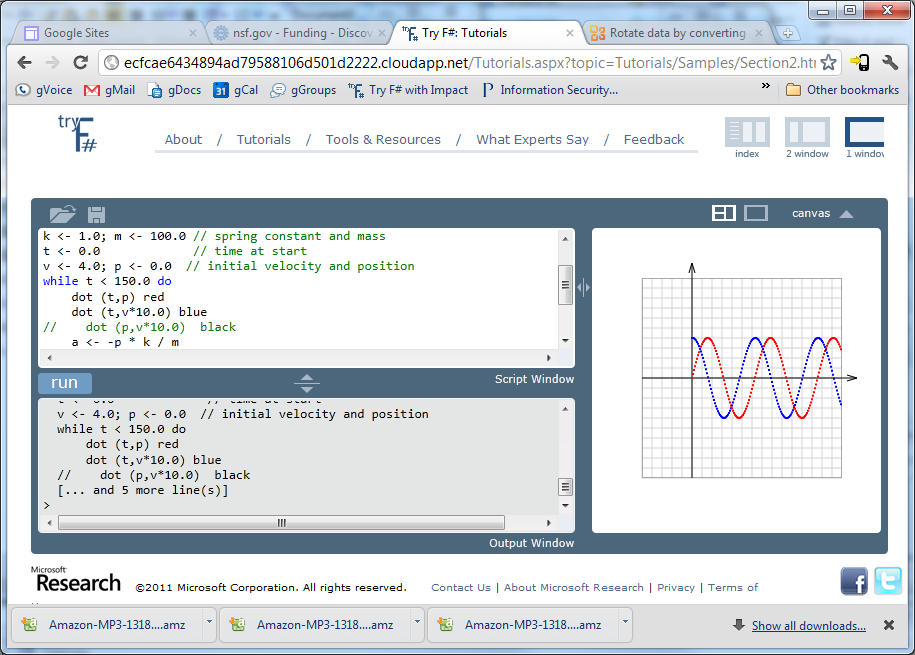 Google Sites
nsf.gov - Funding - Discov
Try F#: Tutorials
Rotate data by converting
ecfcae6434894ad79588106d501d2222.cloudapp.net/Tutorials.aspx?topic=Tutorials/Samples/Section2.htm
gVoice gMail gDocs 31 gCal gGroups Try F# with Impact Information Security... » Other bookmarks
try F#
About / Tutorials / Tools & Resources / What Experts Say / Feedback
index 2 window 1 window
canvas
k <- 1.0; m <- 100.0 // spring constant and mass
t <- 0.0 // time at start
v <- 4.0; p <- 0.0 // initial velocity and position
while t < 150.0 do
dot (t,p) red
dot (t,v*10.0) blue
// dot (p,v*10.0) black
a <- -p * k / m
run
Script Window
t <- 0.0 // time at start
v <- 4.0; p <- 0.0 // initial velocity and position
while t < 150.0 do
dot (t,p) red
dot (t,v*10.0) blue
// dot (p,v*10.0) black
[... and 5 more line(s)]
>
Output Window
Microsoft Research
©2011 Microsoft Corporation. All rights reserved.
Contact Us | About Microsoft Research | Privacy | Terms of
Amazon-MP3-1318....amz
Amazon-MP3-1318....amz
Amazon-MP3-1318....amz
Show all downloads...